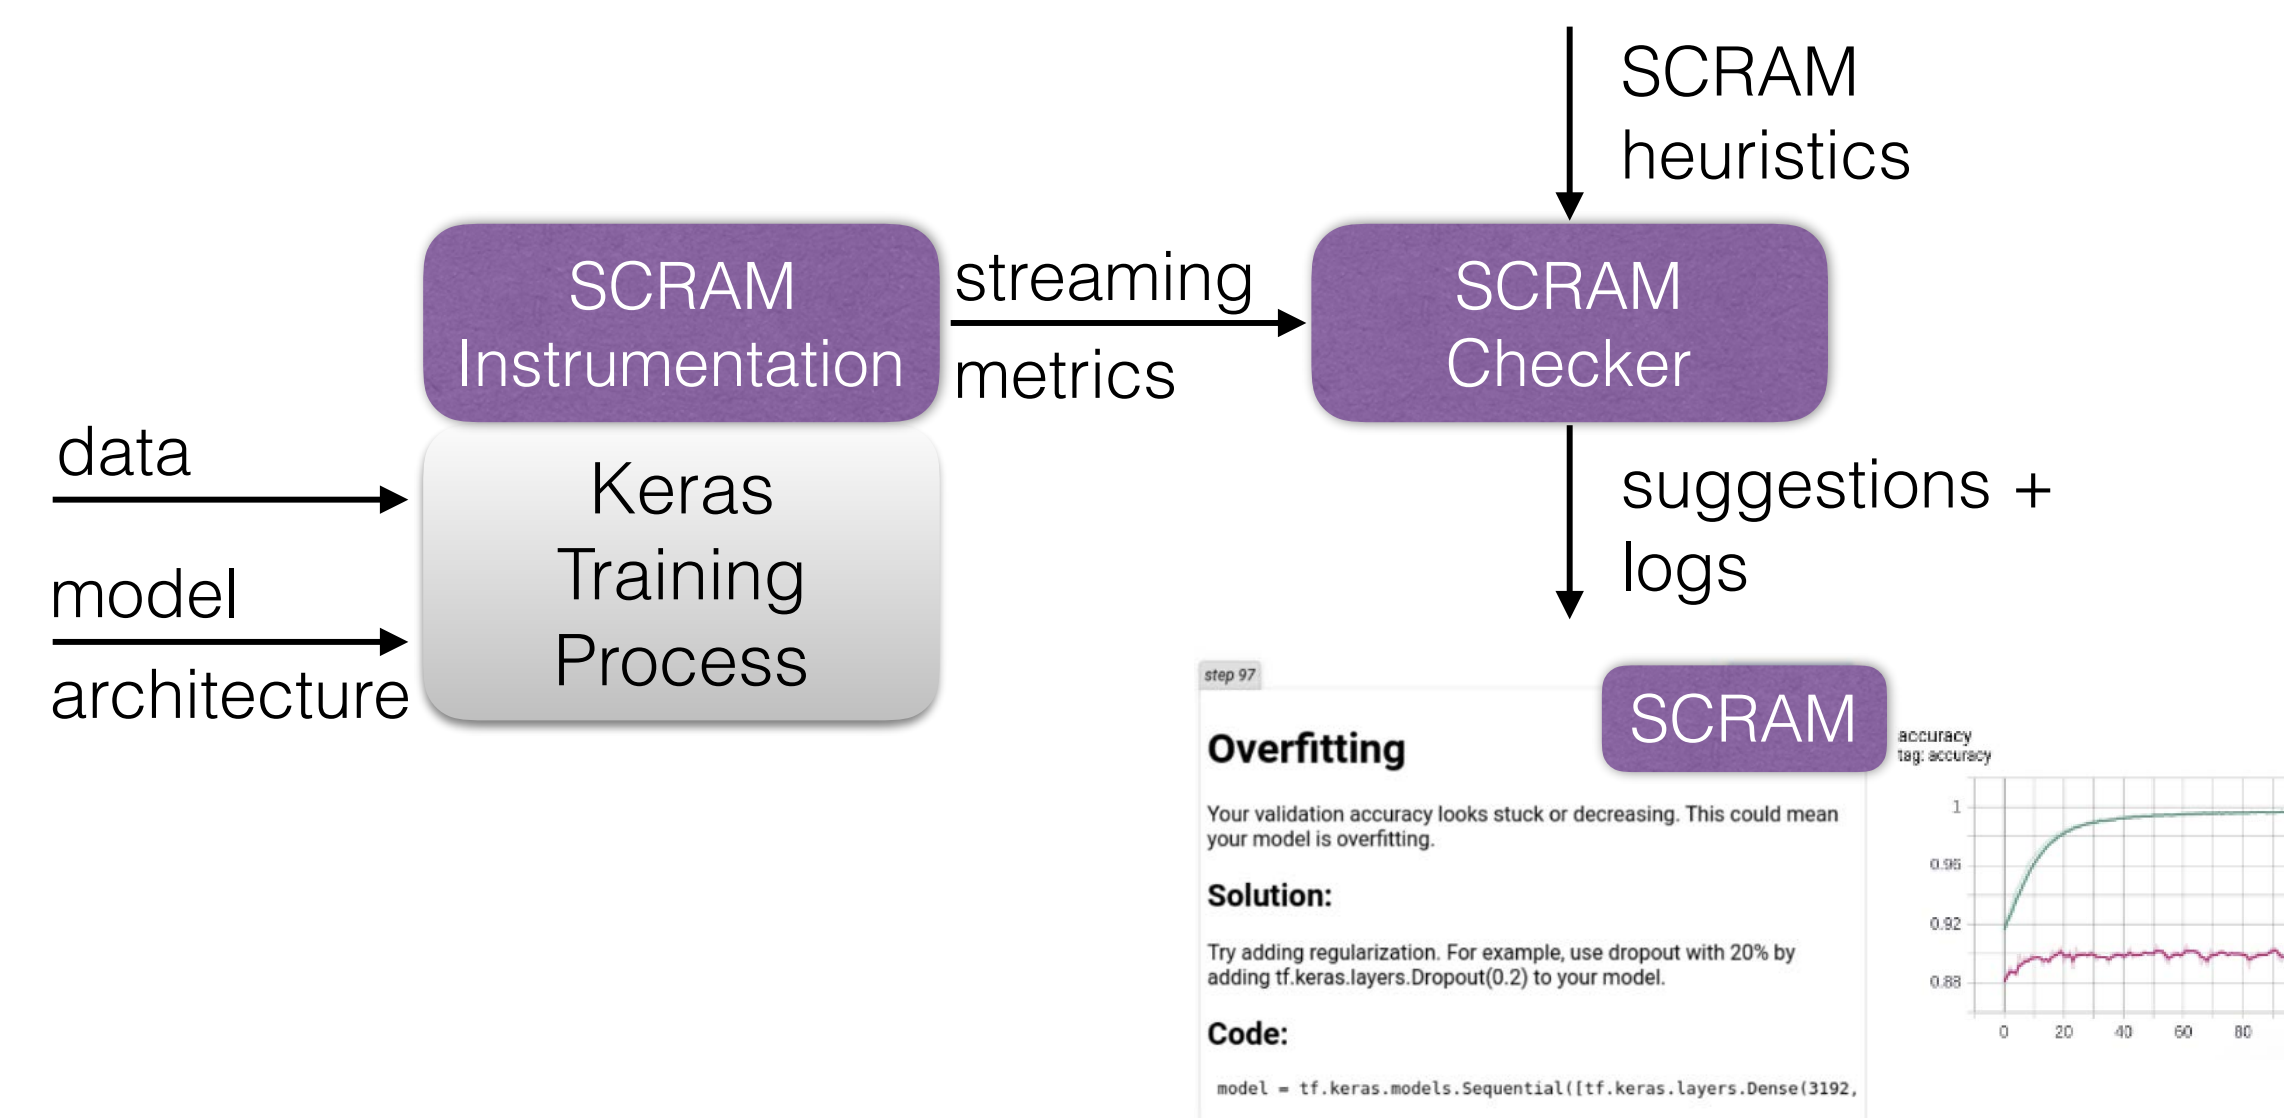 SCRAM
heuristics
SCRAM
Instrumentation
streaming
metrics
SCRAM
Checker
data
model
architecture
Keras
Training
Process
suggestions +
logs
step 97
SCRAM
Overfitting
Your validation accuracy looks stuck or decreasing. This could mean
your model is overfitting.
Solution:
Try adding regularization. For example, use dropout with 20% by
adding tf.keras.layers.Dropout(0.2) to your model.
Code:
model = tf.keras.models.Sequential([tf.keras.layers.Dense(3192,
accuracy
tag: accuracy
1
0.96
0.92
0.88
0 20 40 60 80